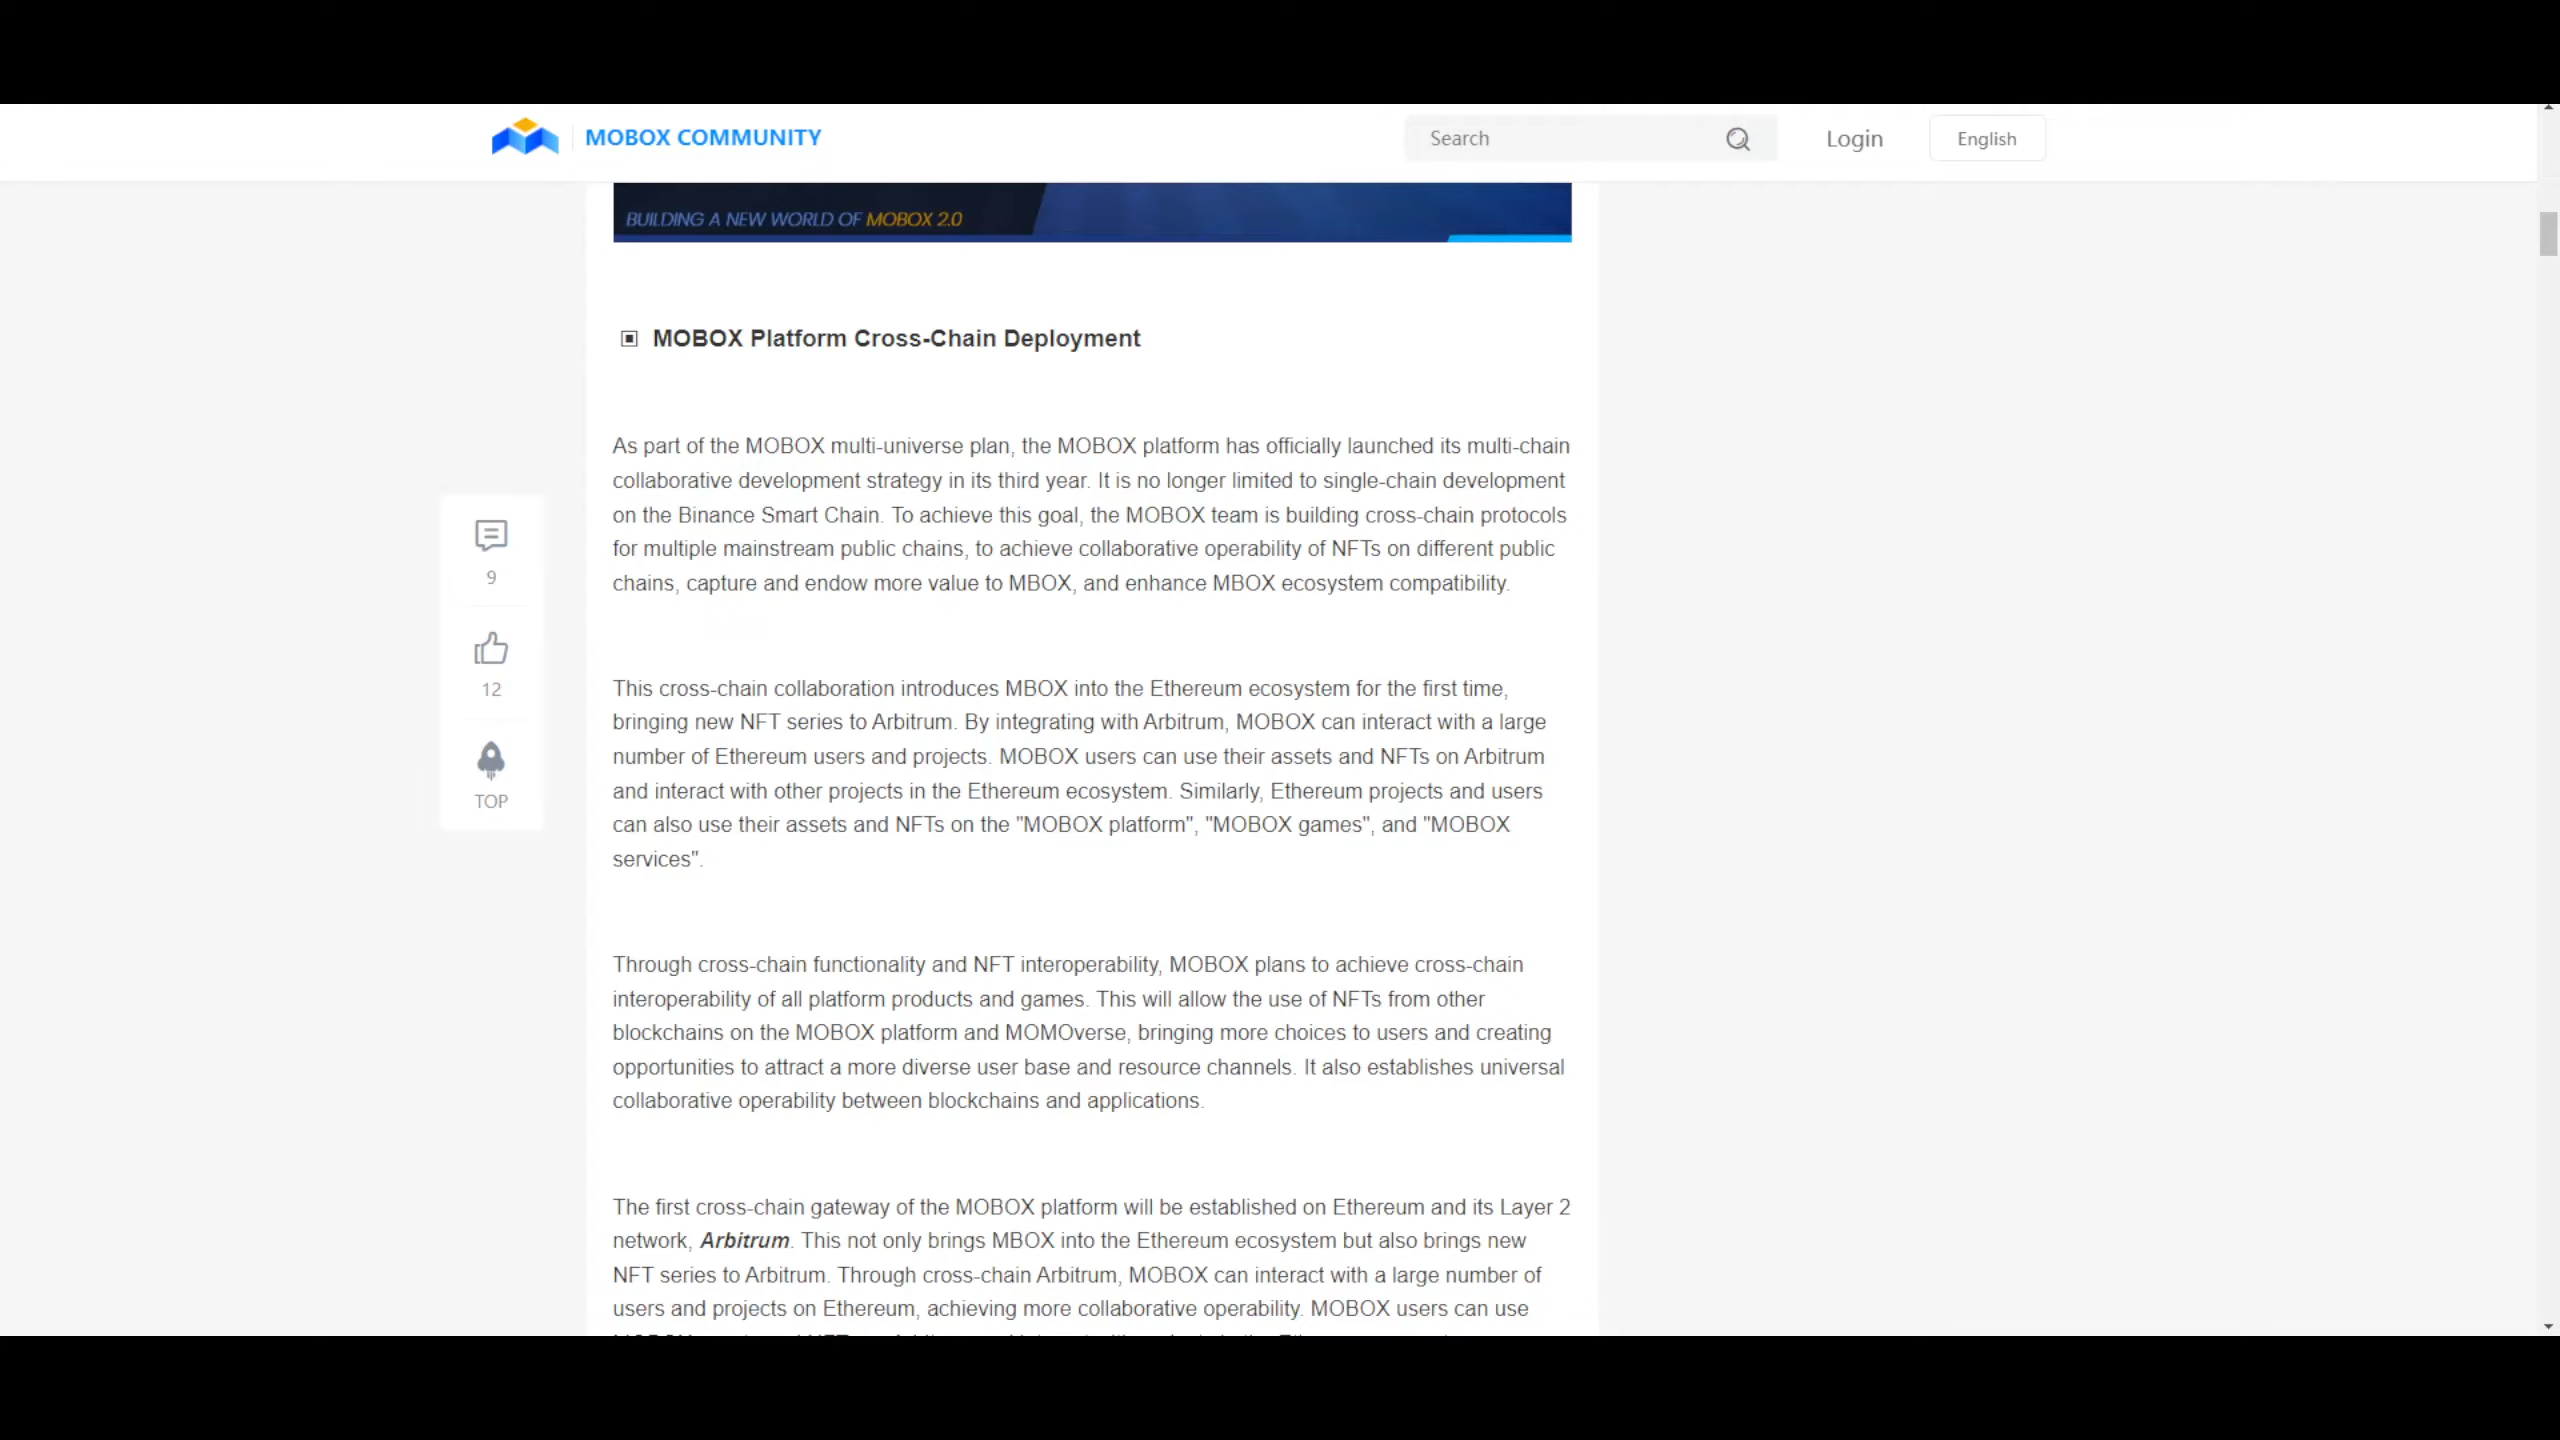 MOBOX COMMUNITY
Search
Login
English
BUILDING A NEW WORLD OF MOBOX 2.0
MOBOX Platform Cross-Chain Deployment
As part of the MOBOX multi-universe plan, the MOBOX platform has officially launched its multi-chain
collaborative development strategy in its third year. It is no longer limited to single-chain development
on the Binance Smart Chain. To achieve this goal, the MOBOX team is building cross-chain protocols
for multiple mainstream public chains, to achieve collaborative operability of NFTs on different public
chains, capture and endow more value to MBOX, and enhance MBOX ecosystem compatibility.
9
12
TOP
This cross-chain collaboration introduces MBOX into the Ethereum ecosystem for the first time,
bringing new NFT series to Arbitrum. By integrating with Arbitrum, MOBOX can interact with a large
number of Ethereum users and projects. MOBOX users can use their assets and NFTs on Arbitrum
and interact with other projects in the Ethereum ecosystem. Similarly, Ethereum projects and users
can also use their assets and NFTs on the "MOBOX platform", "MOBOX games", and "MOBOX
services".
Through cross-chain functionality and NFT interoperability, MOBOX plans to achieve cross-chain
interoperability of all platform products and games. This will allow the use of NFTs from other
blockchains on the MOBOX platform and MOMOverse, bringing more choices to users and creating
opportunities to attract a more diverse user base and resource channels. It also establishes universal
collaborative operability between blockchains and applications.
The first cross-chain gateway of the MOBOX platform will be established on Ethereum and its Layer 2
network, Arbitrum. This not only brings MBOX into the Ethereum ecosystem but also brings new
NFT series to Arbitrum. Through cross-chain Arbitrum, MOBOX can interact with a large number of
users and projects on Ethereum, achieving more collaborative operability. MOBOX users can use